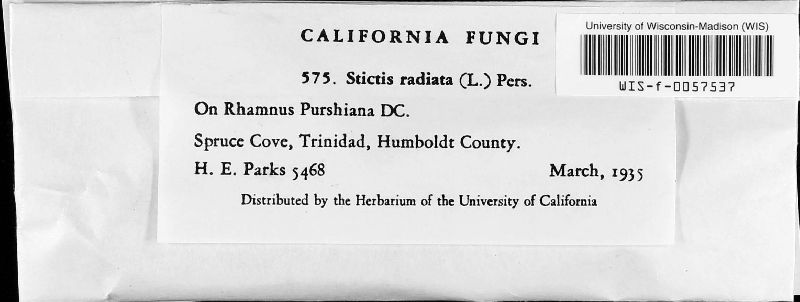 CALIFORNIA FUNGI
University of Wisconsin-Madison (WIS)
WIS-f-0057537
575. Stictis radiata (L.) Pers.
On Rhamnus Purshiana DC.
Spruce Cove, Trinidad, Humboldt County.
H. E. Parks 5468 March, 1935
Distributed by the Herbarium of the University of California